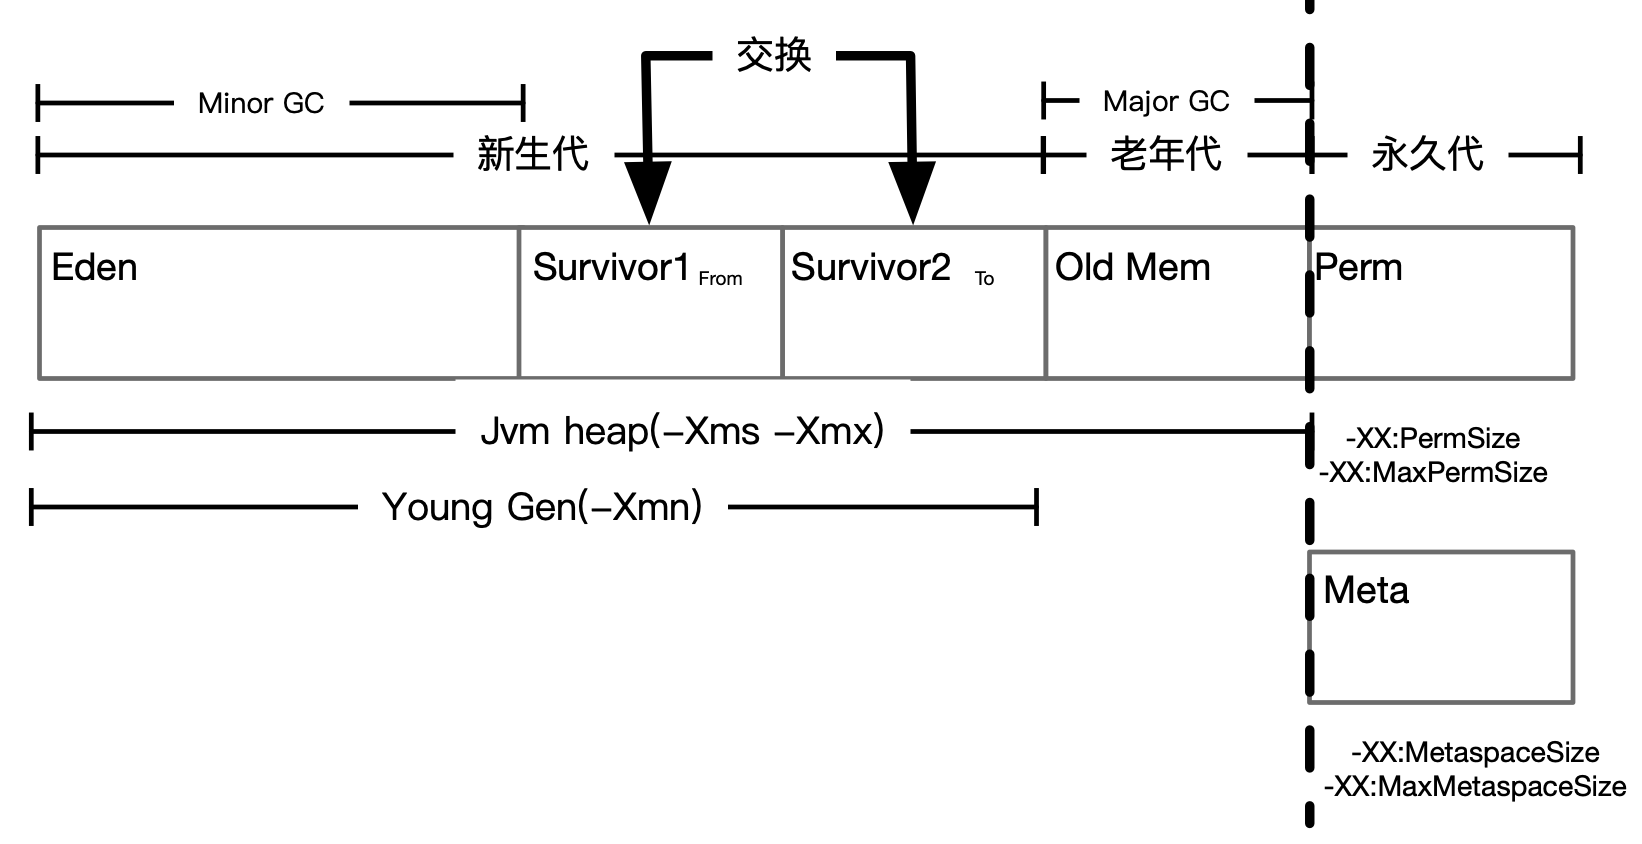 交换
Minor GC
Major GC
新生代
老年代
永久代
Eden
Survivor1 From
Survivor2 To
Old Mem
Perm
Jvm heap(-Xms -Xmx)
-XX:PermSize
-XX:MaxPermSize
Young Gen(-Xmn)
Meta
-XX:MetaspaceSize
-XX:MaxMetaspaceSize